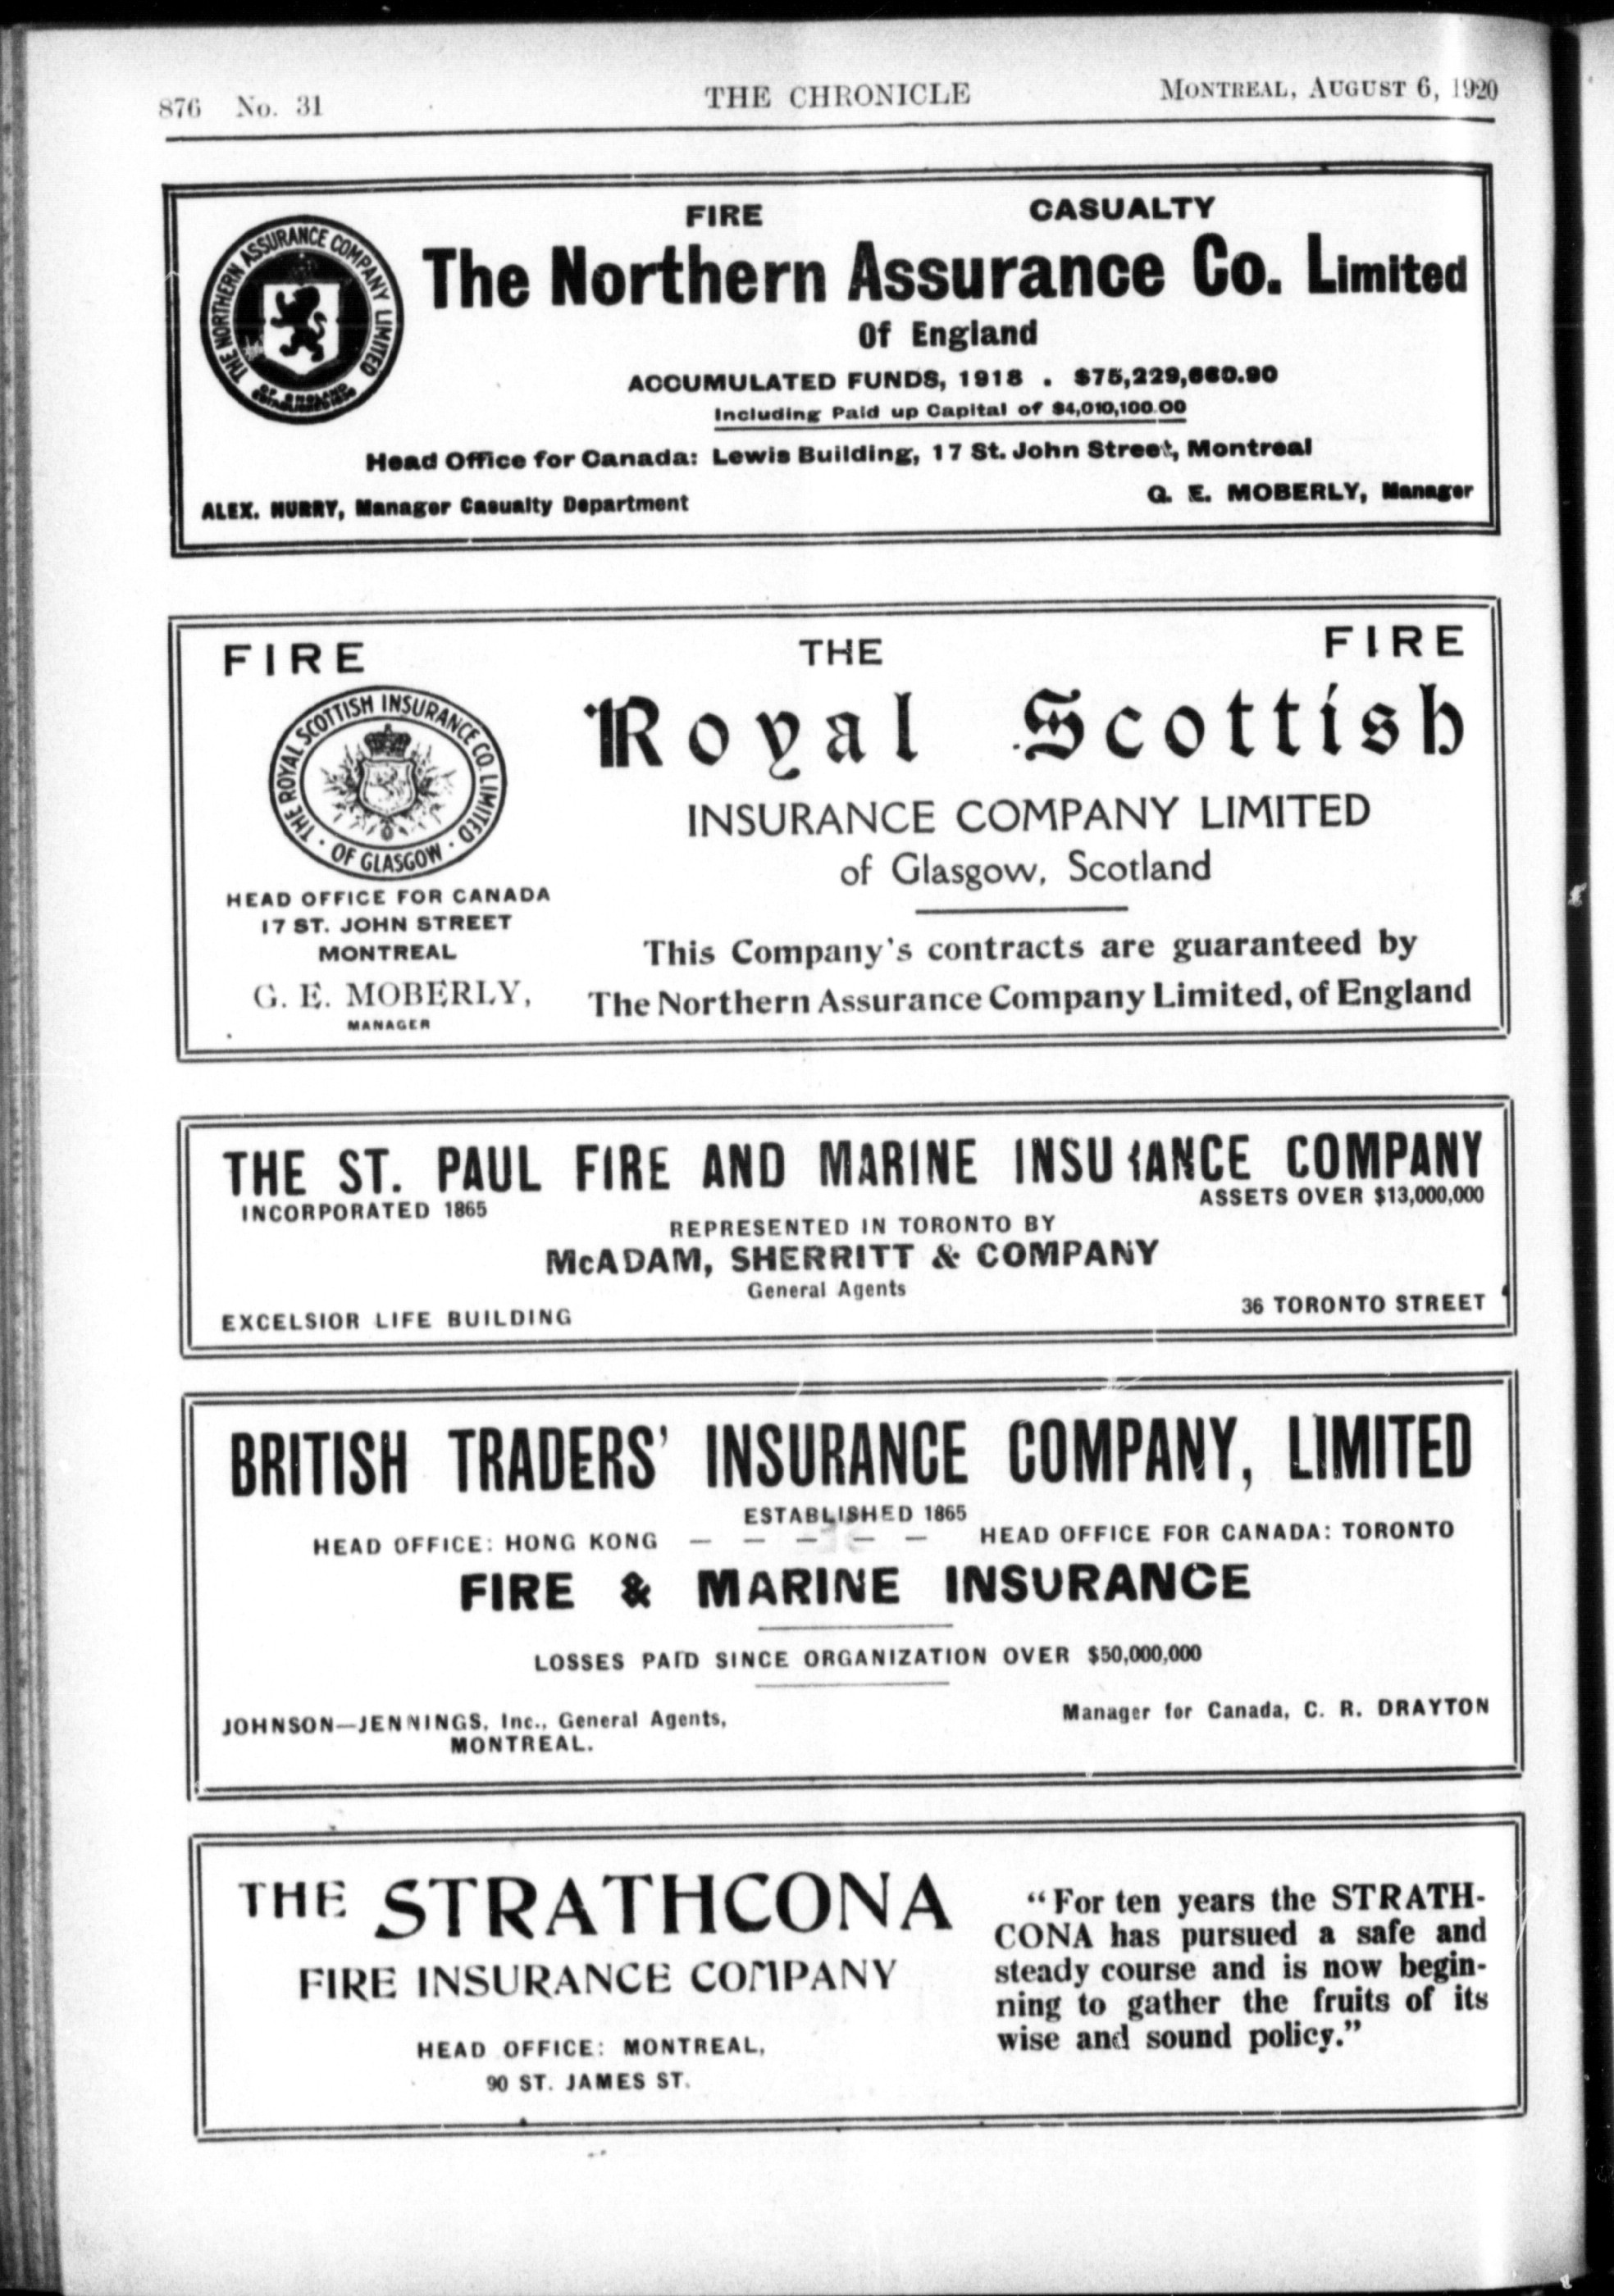 876 No. 31
THE CHRONICLE
MONTREAL, AUGUST 6, 1920
FIRE
CASUALTY
THE NORTHERN ASSURANCE COMPANY LIMITED
OF ENGLAND
The Northern Assurance Co. Limited
Of England
ACCUMULATED FUNDS, 1918 . $75,229,660.90
Including Paid up Capital of $4,010,100.00
Head Office for Canada: Lewis Building, 17 St. John Street, Montreal
ALEX. HURRY, Manager Casualty Department
G. E. MOBERLY, Manager
FIRE
THE
FIRE
THE ROYAL SCOTTISH INSURANCE CO. LIMITED
· OF GLASGOW ·
Royal Scottish
INSURANCE COMPANY LIMITED
of Glasgow, Scotland
HEAD OFFICE FOR CANADA
17 ST. JOHN STREET
MONTREAL
G. E. MOBERLY,
MANAGER
This Company's contracts are guaranteed by
The Northern Assurance Company Limited, of England
THE ST. PAUL FIRE AND MARINE INSURANCE COMPANY
INCORPORATED 1865
ASSETS OVER $13,000,000
REPRESENTED IN TORONTO BY
McADAM, SHERRITT & COMPANY
General Agents
EXCELSIOR LIFE BUILDING
36 TORONTO STREET
BRITISH TRADERS' INSURANCE COMPANY, LIMITED
ESTABLISHED 1865
HEAD OFFICE: HONG KONG — — — — — HEAD OFFICE FOR CANADA: TORONTO
FIRE & MARINE INSURANCE
LOSSES PAID SINCE ORGANIZATION OVER $50,000,000
JOHNSON—JENNINGS, Inc., General Agents,
MONTREAL.
Manager for Canada, C. R. DRAYTON
THE STRATHCONA
FIRE INSURANCE COMPANY
HEAD OFFICE: MONTREAL,
90 ST. JAMES ST.
"For ten years the STRATH-
CONA has pursued a safe and
steady course and is now begin-
ning to gather the fruits of its
wise and sound policy."